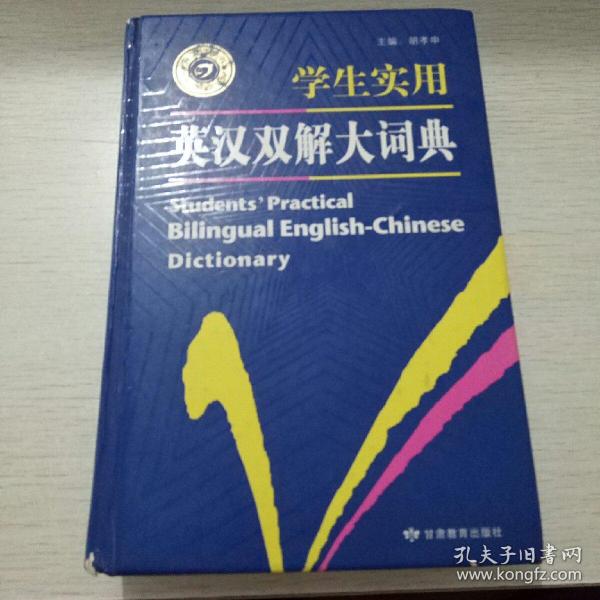 主编 胡孝申
学生实用
英汉双解大词典
Students' Practical
Bilingual English-Chinese
Dictionary
甘肃教育出版社
孔夫子旧书网
www.kongfz.com